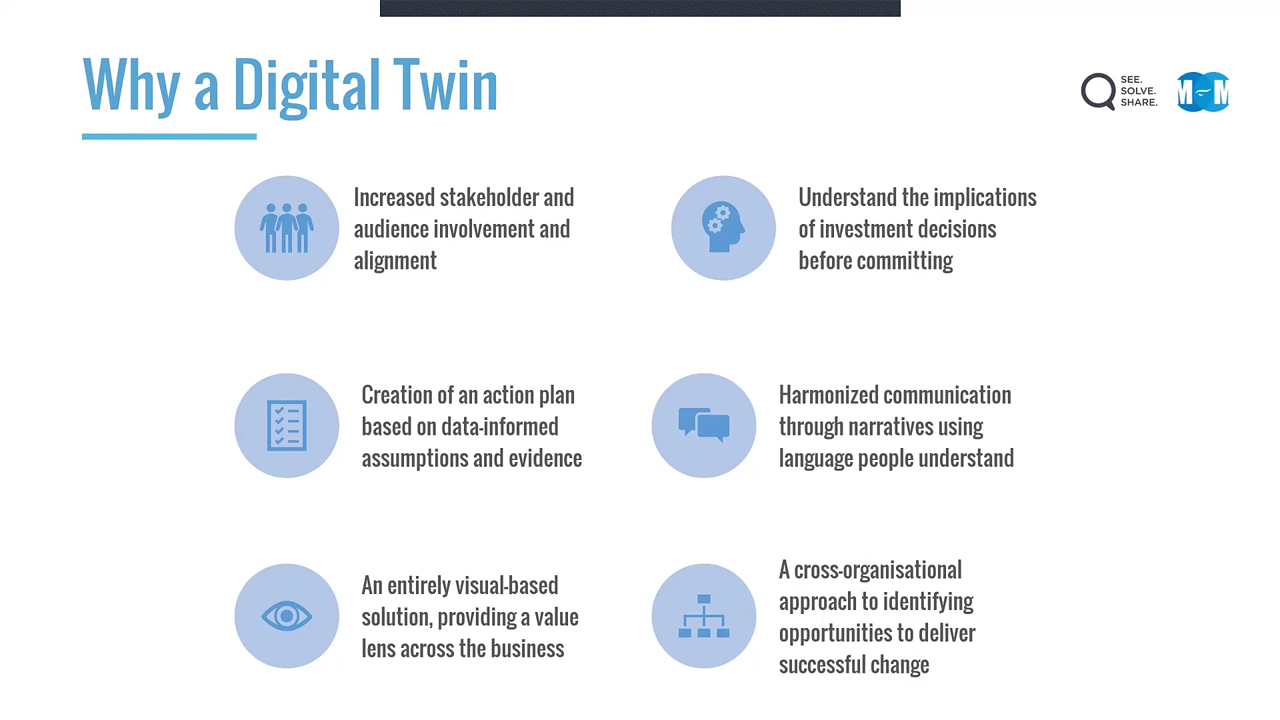 Why a Digital Twin
SEE.
SOLVE.
SHARE.
M M
Increased stakeholder and
audience involvement and
alignment
Understand the implications
of investment decisions
before committing
Creation of an action plan
based on data-informed
assumptions and evidence
Harmonized communication
through narratives using
language people understand
An entirely visual-based
solution, providing a value
lens across the business
A cross-organisational
approach to identifying
opportunities to deliver
successful change